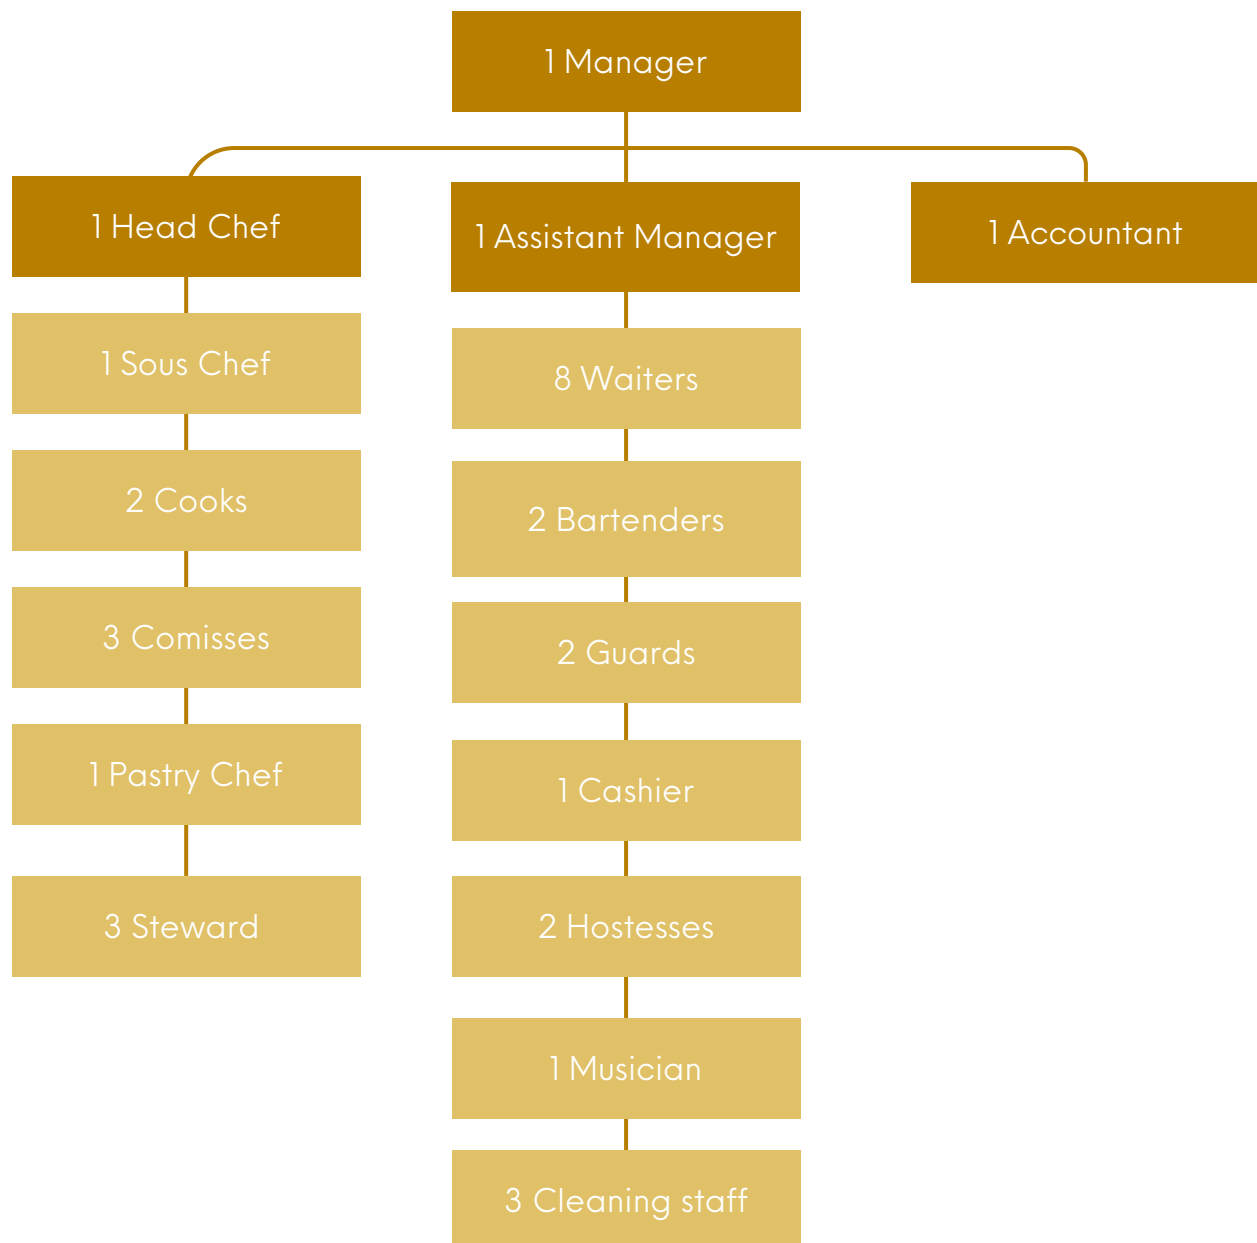 1 Manager
1 Head Chef
1 Assistant Manager
1 Accountant
1 Sous Chef
2 Cooks
3 Comisses
1 Pastry Chef
3 Steward
8 Waiters
2 Bartenders
2 Guards
1 Cashier
2 Hostesses
1 Musician
3 Cleaning staff